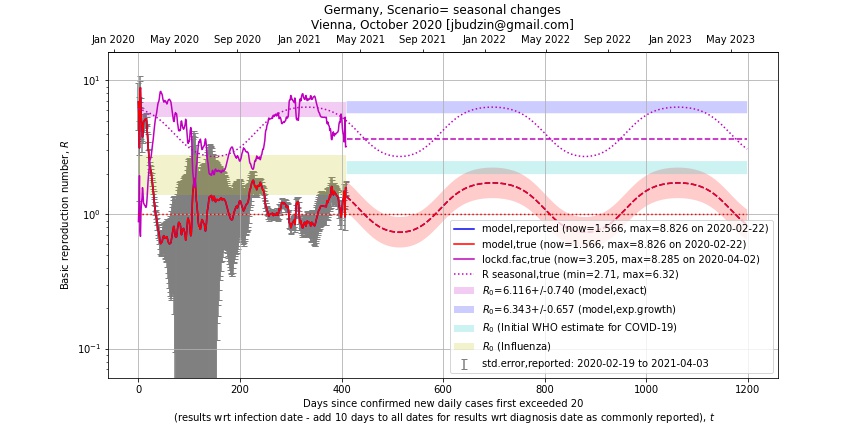 Germany, Scenario= seasonal changes
Vienna, October 2020 [jbudzin@gmail.com]
Jan 2020 May 2020 Sep 2020 Jan 2021 May 2021 Sep 2021 Jan 2022 May 2022 Sep 2022 Jan 2023 May 2023
Basic reproduction number, R
10¹
10⁰
10⁻¹
model,reported (now=1.566, max=8.826 on 2020-02-22)
model,true (now=1.566, max=8.826 on 2020-02-22)
lockd.fac,true (now=3.205, max=8.285 on 2020-04-02)
R seasonal,true (min=2.71, max=6.32)
R₀=6.116+/-0.740 (model,exact)
R₀=6.343+/-0.657 (model,exp.growth)
R₀ (Initial WHO estimate for COVID-19)
R₀ (Influenza)
std.error,reported: 2020-02-19 to 2021-04-03
0 200 400 600 800 1000 1200
Days since confirmed new daily cases first exceeded 20
(results wrt infection date - add 10 days to all dates for results wrt diagnosis date as commonly reported), t